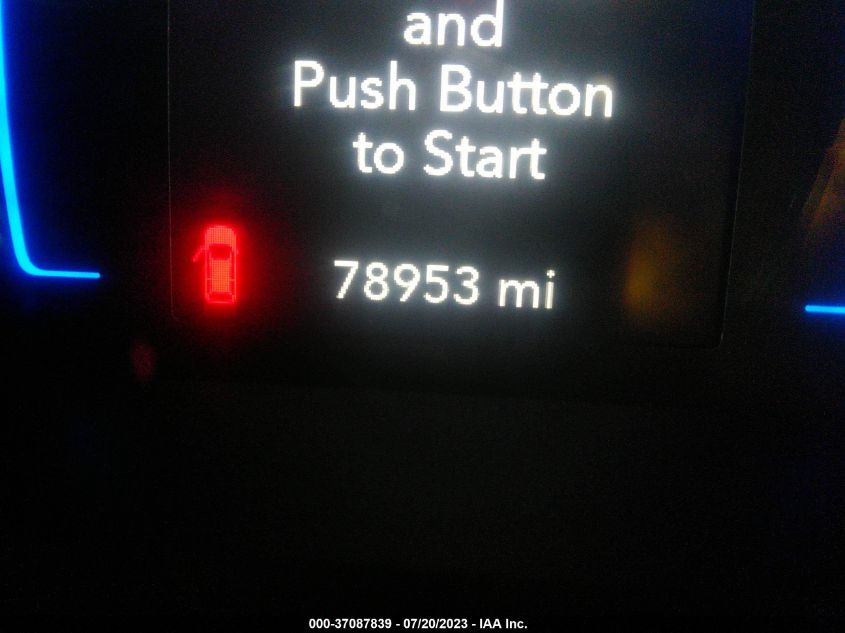 and
Push Button
to Start
78953 mi
000-37087839 - 07/20/2023 - IAA Inc.